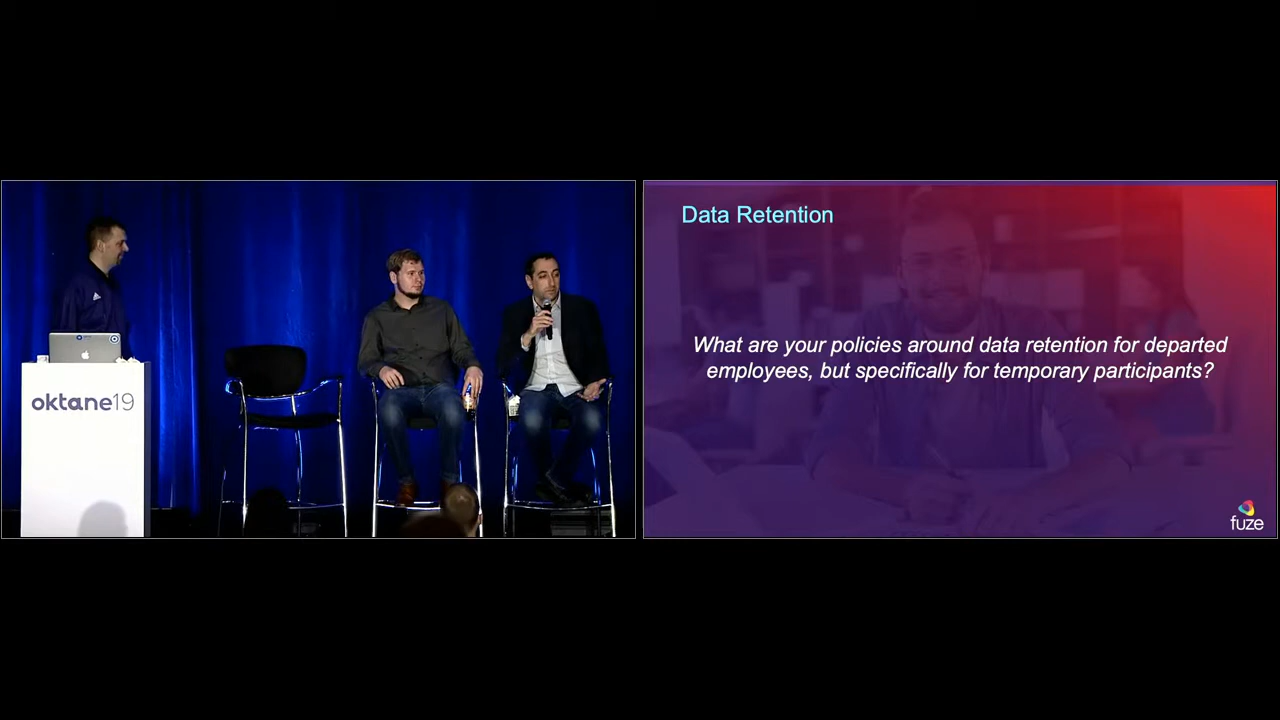 oktane19
Data Retention
What are your policies around data retention for departed
employees, but specifically for temporary participants?
fuze